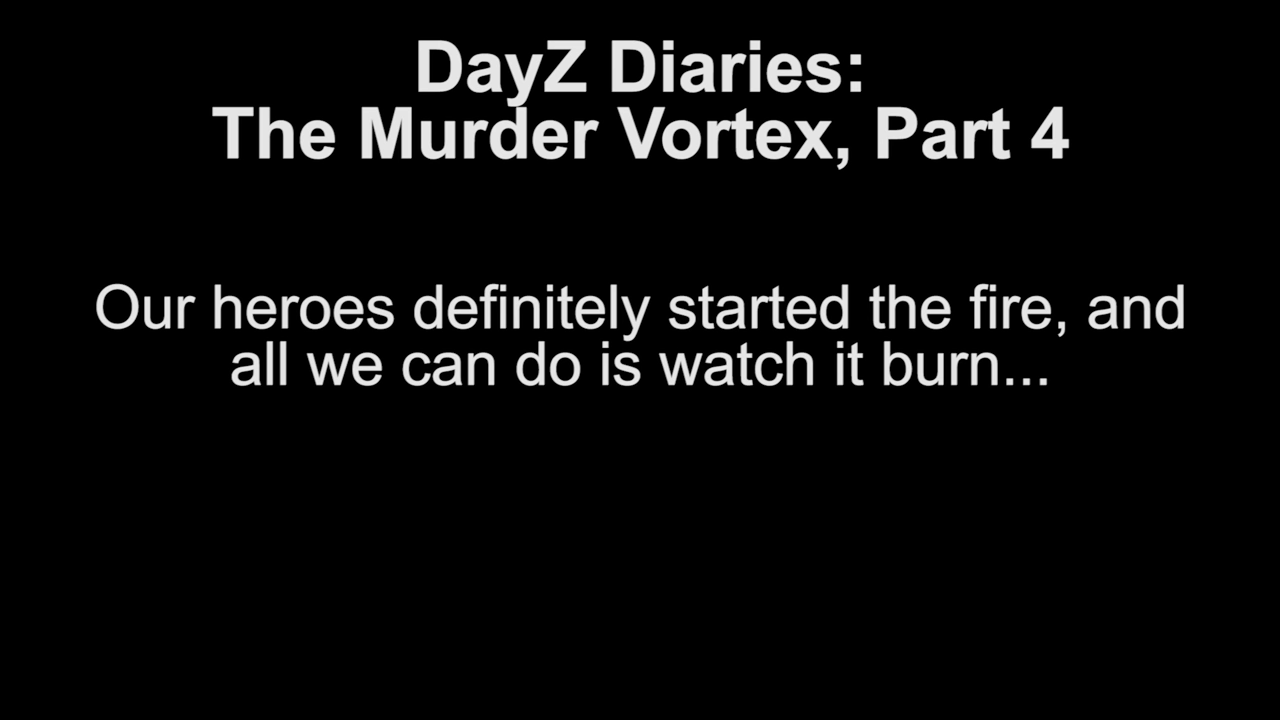 DayZ Diaries:
The Murder Vortex, Part 4
Our heroes definitely started the fire, and
all we can do is watch it burn...